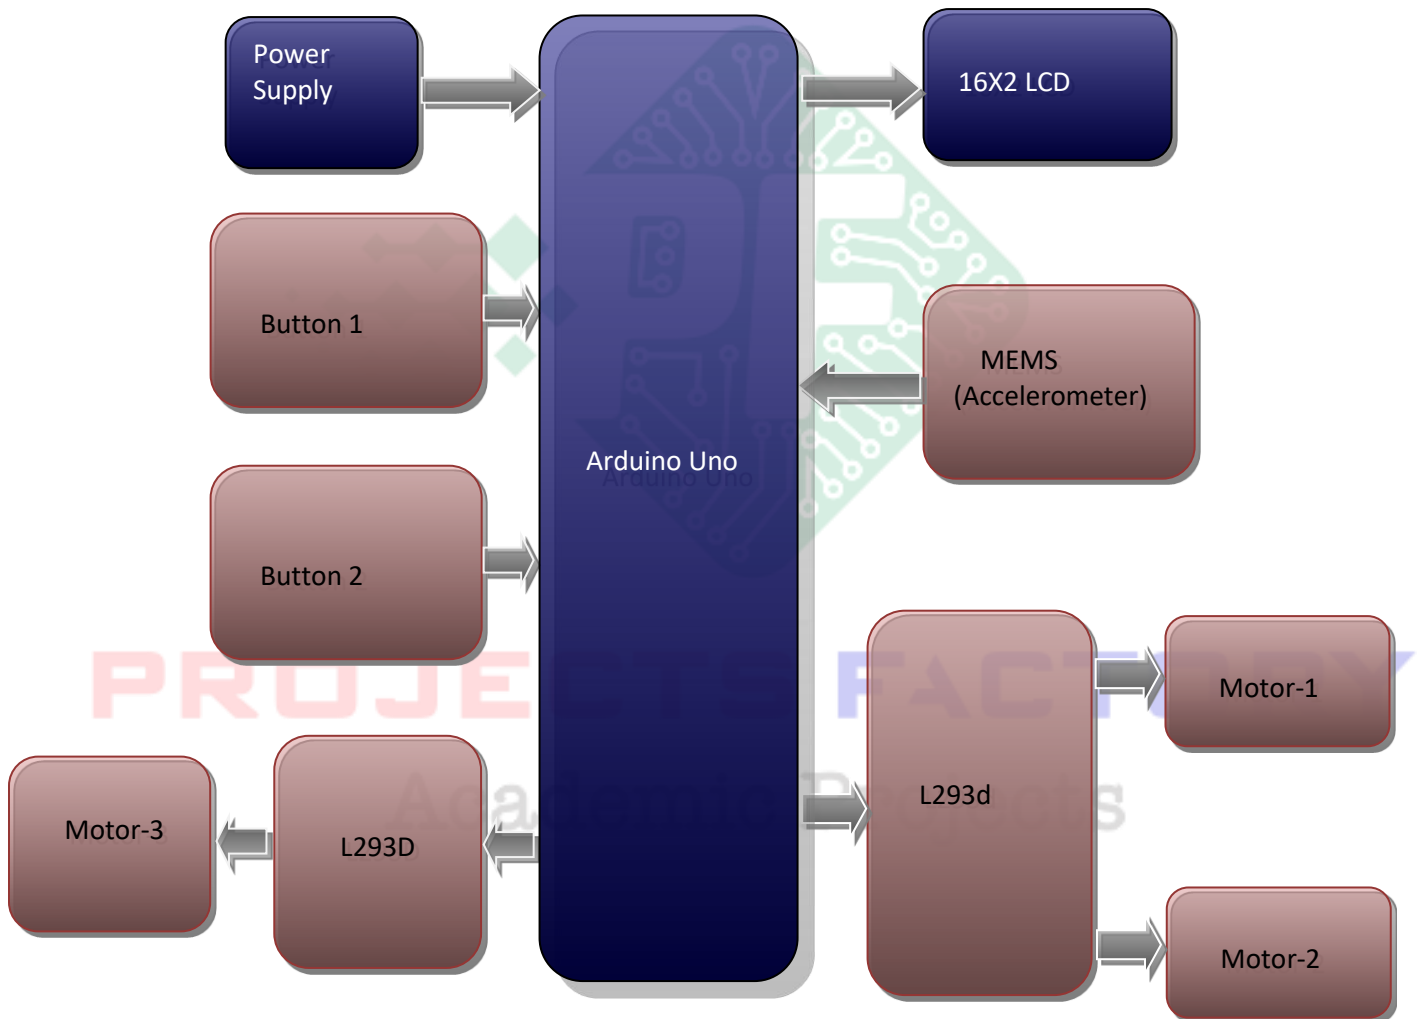 Power
Supply
16X2 LCD
Button 1
MEMS
(Accelerometer)
Arduino Uno
Button 2
PROJECTS FACTORY
Motor-1
Academic Projects
L293d
Motor-3
L293D
Motor-2